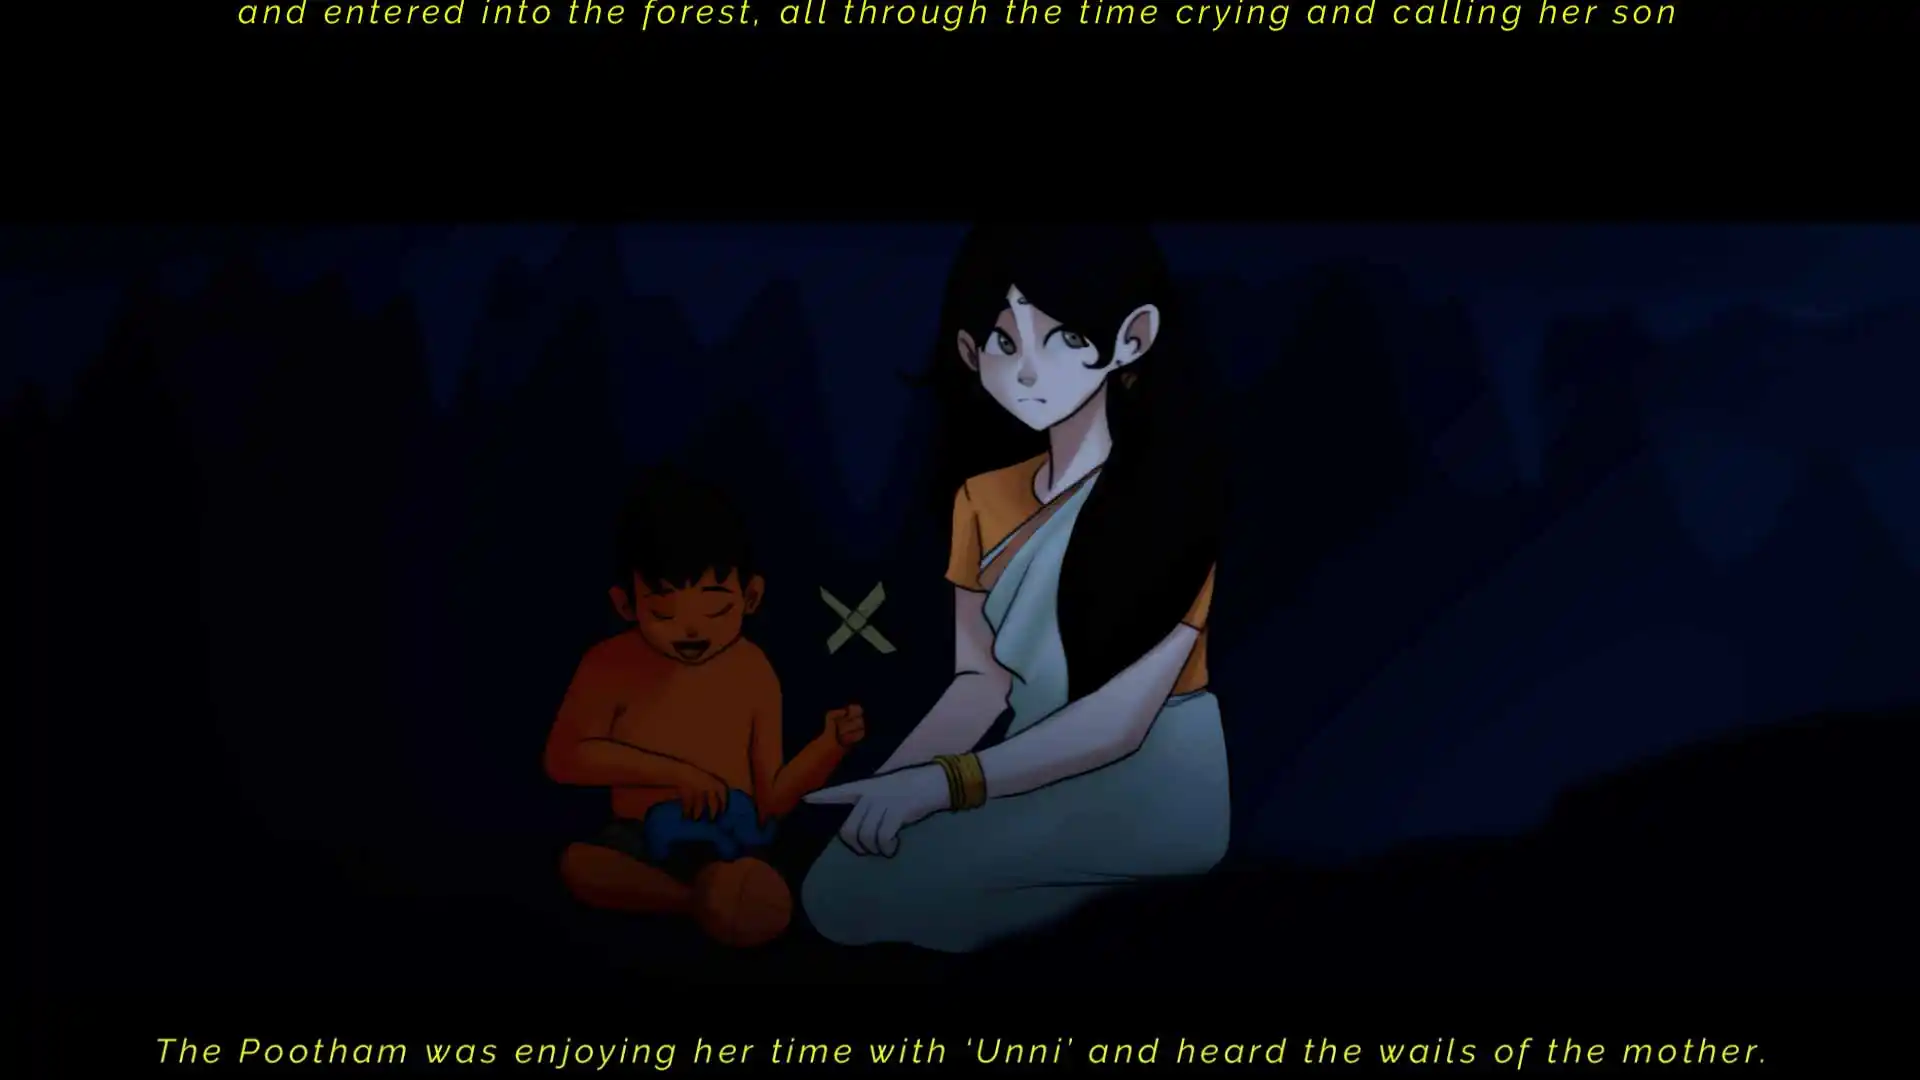 and entered into the forest, all through the time crying and calling her son
The Pootham was enjoying her time with ‘Unni’ and heard the wails of the mother.